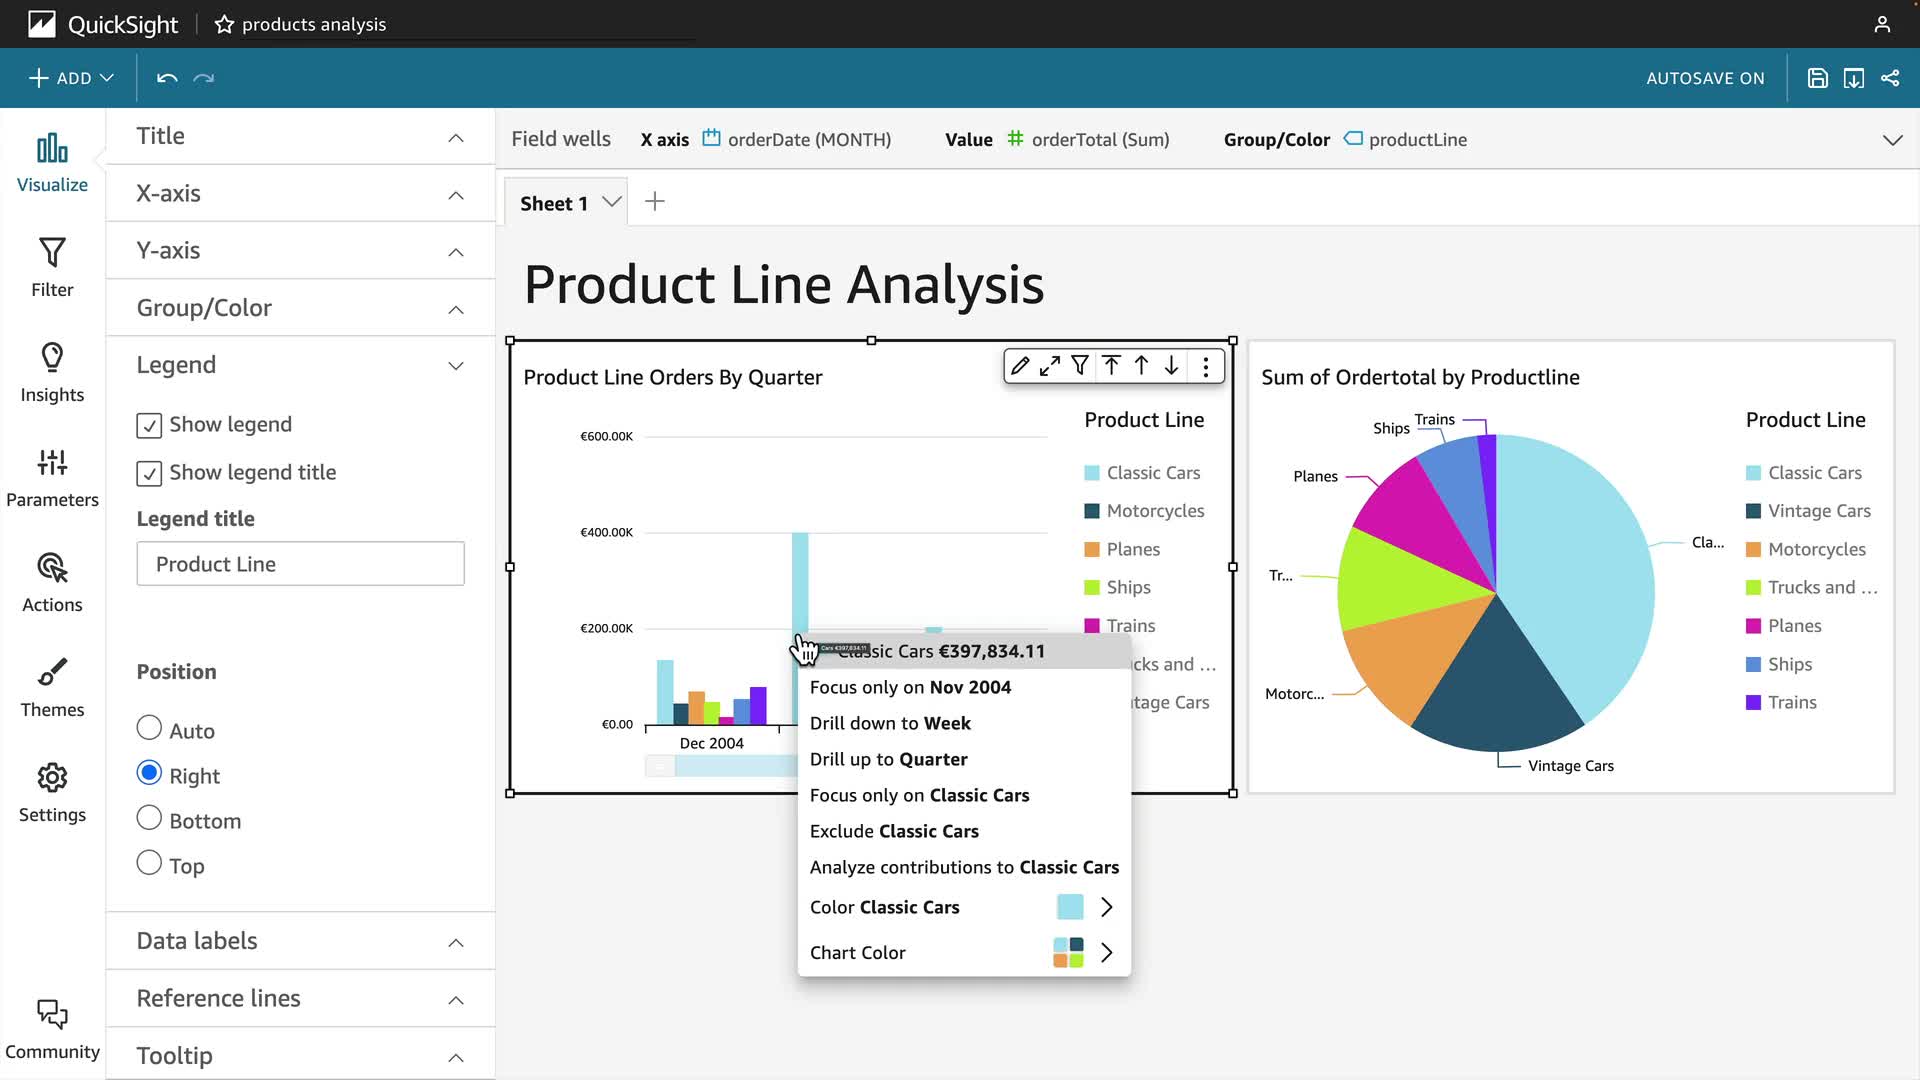 QuickSight
products analysis
ADD
AUTOSAVE ON
Visualize
Filter
Insights
Parameters
Actions
Themes
Settings
Community
Title
X-axis
Y-axis
Group/Color
Legend
Show legend
Show legend title
Legend title
Product Line
Position
Auto
Right
Bottom
Top
Data labels
Reference lines
Tooltip
Field wells X axis orderDate (MONTH) Value orderTotal (Sum) Group/Color productLine
Sheet 1
Product Line Analysis
Product Line Orders By Quarter
€600.00K
€400.00K
€200.00K
€0.00
Dec 2004
Product Line
Classic Cars
Motorcycles
Planes
Ships
Trains
cks and ...
tage Cars
Cars €397,834.11
Classic Cars €397,834.11
Focus only on Nov 2004
Drill down to Week
Drill up to Quarter
Focus only on Classic Cars
Exclude Classic Cars
Analyze contributions to Classic Cars
Color Classic Cars
Chart Color
Sum of Ordertotal by Productline
Trains
Ships
Planes
Tr...
Motorc...
Cla...
Vintage Cars
Product Line
Classic Cars
Vintage Cars
Motorcycles
Trucks and ...
Planes
Ships
Trains